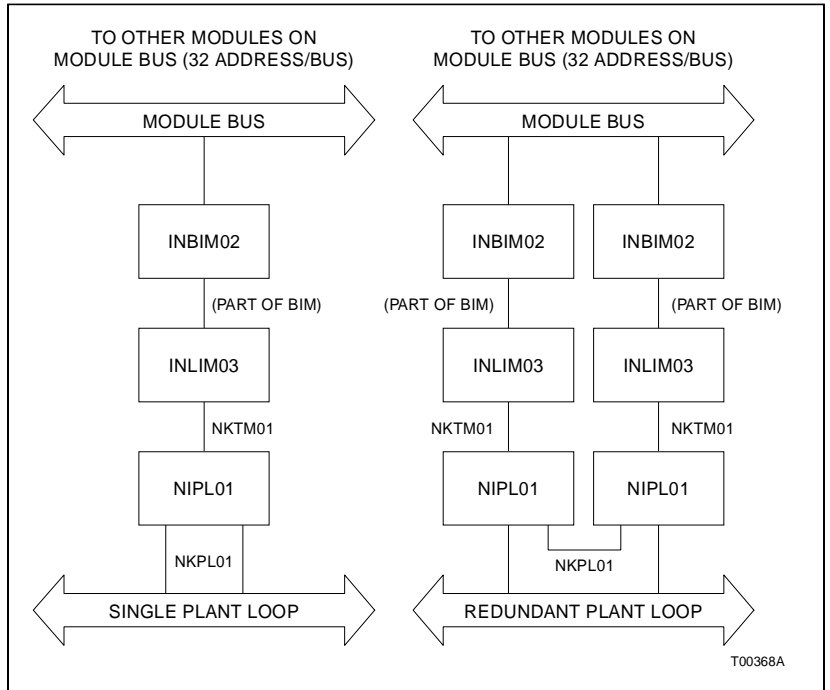 TO OTHER MODULES ON
MODULE BUS (32 ADDRESS/BUS)
MODULE BUS
INBIM02
(PART OF BIM)
INLIM03
NKTM01
NIPL01
NKPL01
SINGLE PLANT LOOP
TO OTHER MODULES ON
MODULE BUS (32 ADDRESS/BUS)
MODULE BUS
INBIM02
INBIM02
(PART OF BIM)
(PART OF BIM)
INLIM03
INLIM03
NKTM01
NKTM01
NIPL01
NIPL01
NKPL01
REDUNDANT PLANT LOOP
T00368A